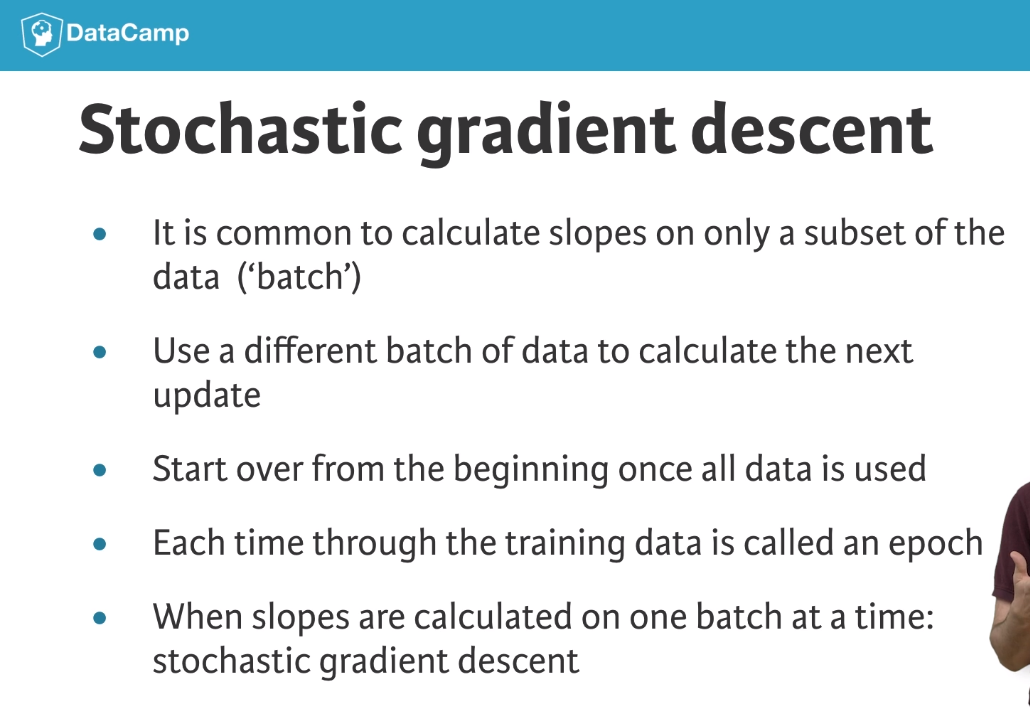 DataCamp
Stochastic gradient descent
• It is common to calculate slopes on only a subset of the
data (‘batch’)
• Use a different batch of data to calculate the next
update
• Start over from the beginning once all data is used
• Each time through the training data is called an epoch
• When slopes are calculated on one batch at a time:
stochastic gradient descent